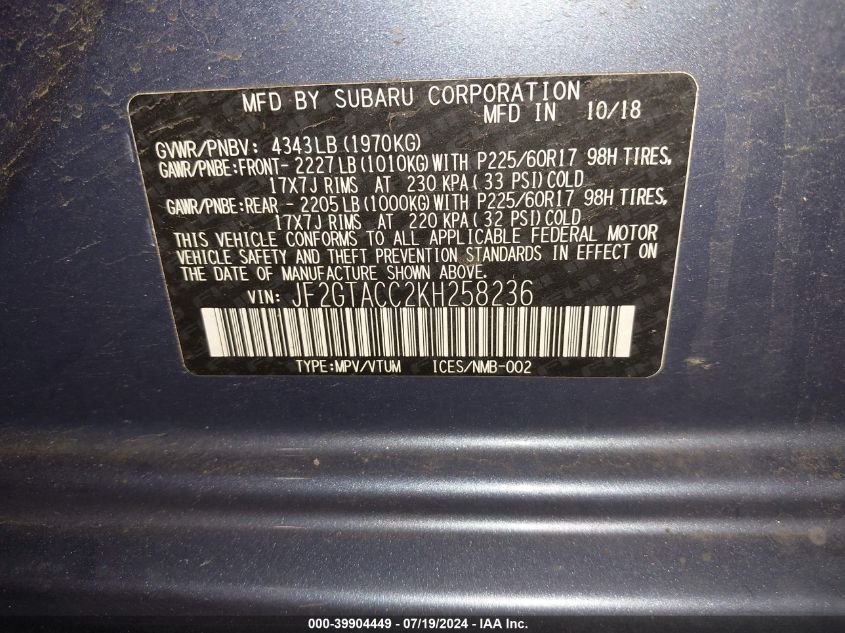 MFD BY SUBARU CORPORATION
MFD IN 10/18
GVWR/PNBV: 4343LB (1970KG)
GAWR/PNBE:FRONT- 2227LB (1010KG) WITH P225/60R17 98H TIRES,
17X7J RIMS AT 230 KPA (33 PSI) COLD
GAWR/PNBE:REAR - 2205LB (1000KG) WITH P225/60R17 98H TIRES,
17X7J RIMS AT 220 KPA (32 PSI) COLD
THIS VEHICLE CONFORMS TO ALL APPLICABLE FEDERAL MOTOR
VEHICLE SAFETY AND THEFT PREVENTION STANDARDS IN EFFECT ON
THE DATE OF MANUFACTURE SHOWN ABOVE.
VIN: JF2GTACC2KH258236
TYPE:MPV/VTUM ICES/NMB-002
000-39904449 - 07/19/2024 - IAA Inc.